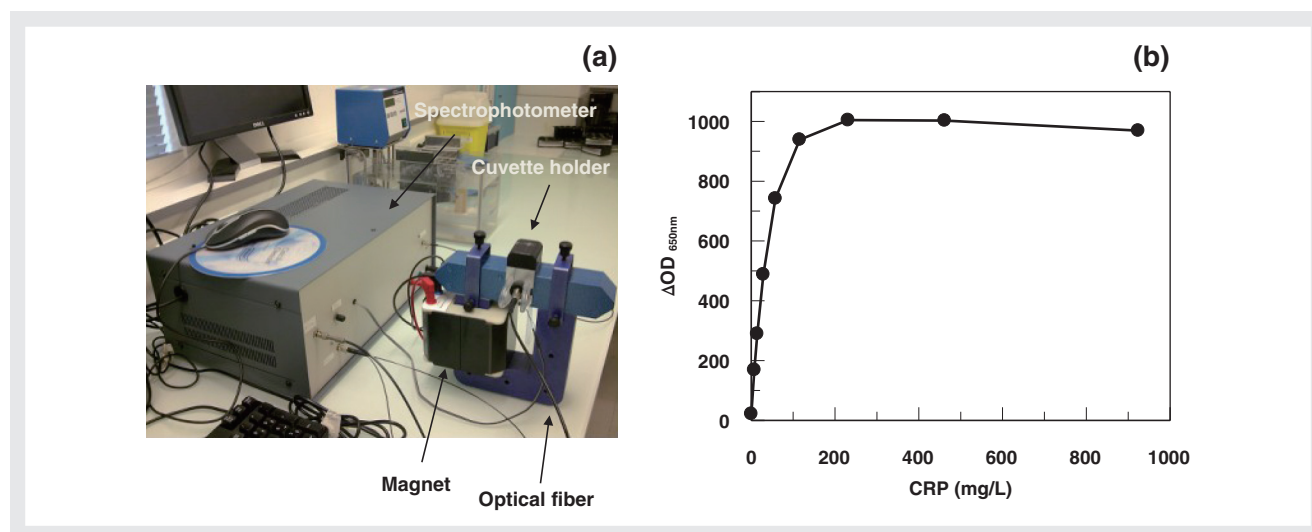 (a)
Spectrophotometer
Cuvette holder
Magnet
Optical fiber
DELL
(b)
1000
800
600
400
200
0
ΔOD 650nm
0 200 400 600 800 1000
CRP (mg/L)